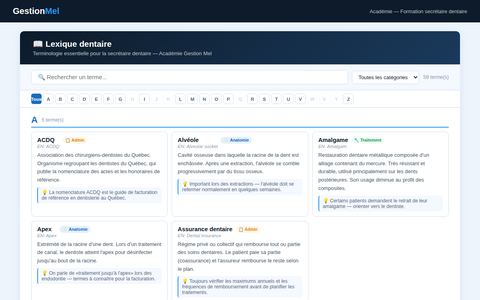 GestionMel
Académie — Formation secrétaire dentaire
📖 Lexique dentaire
Terminologie essentielle pour la secrétaire dentaire — Académie Gestion Mel
🔍 Rechercher un terme...
Toutes les catégories
59 terme(s)
Tous A B C D E F G H I J K L M N O P Q R S T U V W X Y Z
A 5 terme(s)
ACDQ 📋 Admin
EN: Admin
Association des chirurgiens-dentistes du Québec.
Organisme regroupant les dentistes du Québec, qui
publie la nomenclature des actes et les honoraires de
référence.
💡 La nomenclature ACDQ est le guide de facturation
de référence en dentisterie au Québec.
Alvéole 🦷 Anatomie
EN: Alveolar socket
Cavité osseuse dans laquelle la racine de la dent est
enchâssée. Après une extraction, l'alvéole se comble
progressivement par du tissu osseux.
💡 Important lors des extractions — l'alvéole doit se
refermer normalement en quelques semaines.
Amalgame 🔧 Traitement
EN: Amalgam
Restauration dentaire métallique composée d'un
alliage contenant du mercure. Très résistant et
durable, utilisé principalement sur les dents
postérieures. Son usage diminue au profit des
composites.
💡 Certains patients demandent le retrait de leur
amalgame — orienter vers le dentiste.
Apex 🦷 Anatomie
EN: Apex
Extrémité de la racine d'une dent. Lors d'un traitement
de canal, le dentiste atteint l'apex pour désinfecter
jusqu'au bout de la racine.
💡 On parle de «traitement jusqu'à l'apex» lors des
endodontie — termes à connaître pour la facturation.
Assurance dentaire 📋 Admin
EN: Dental insurance
Régime privé ou collectif qui rembourse tout ou partie
des soins dentaires. Le patient paie sa partie
(coassurance) et l'assureur rembourse le reste selon
le plan.
💡 Toujours vérifier les maximums annuels et les
fréquences de remboursement avant de planifier les
traitements.